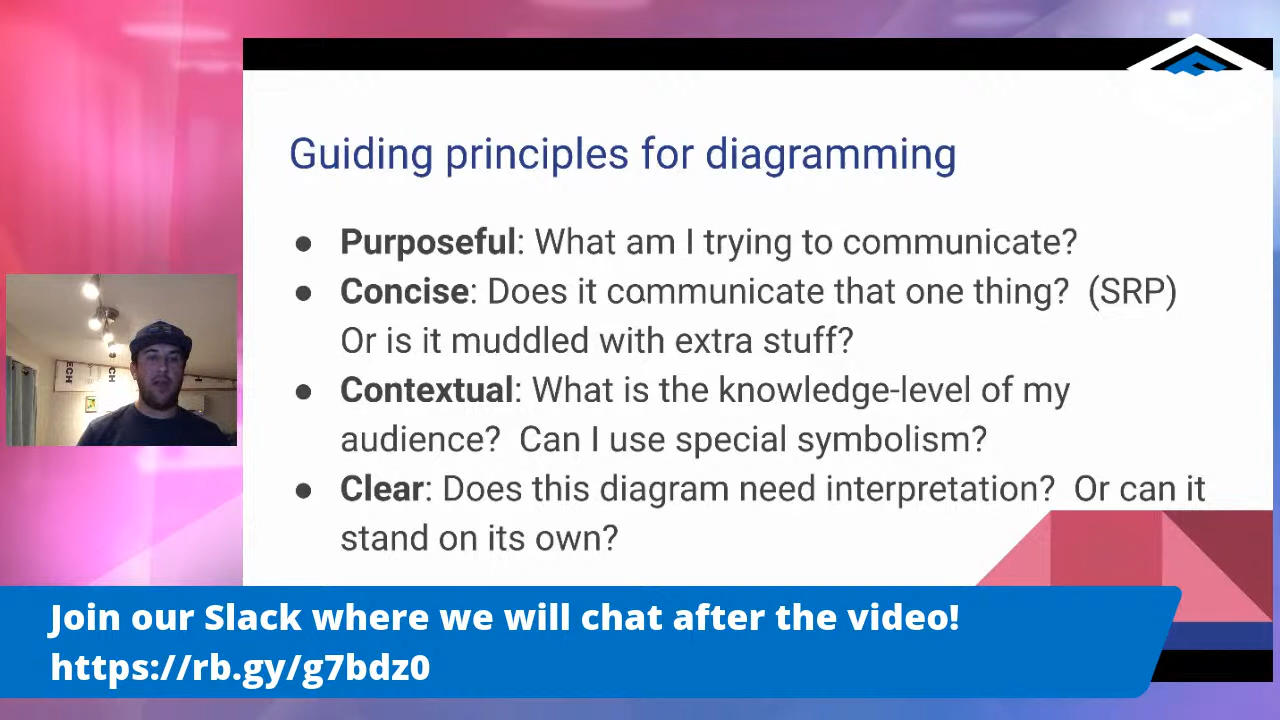 Guiding principles for diagramming
● Purposeful: What am I trying to communicate?
● Concise: Does it communicate that one thing?  (SRP)
Or is it muddled with extra stuff?
● Contextual: What is the knowledge-level of my
audience?  Can I use special symbolism?
● Clear: Does this diagram need interpretation?  Or can it
stand on its own?
Join our Slack where we will chat after the video!
https://rb.gy/g7bdz0